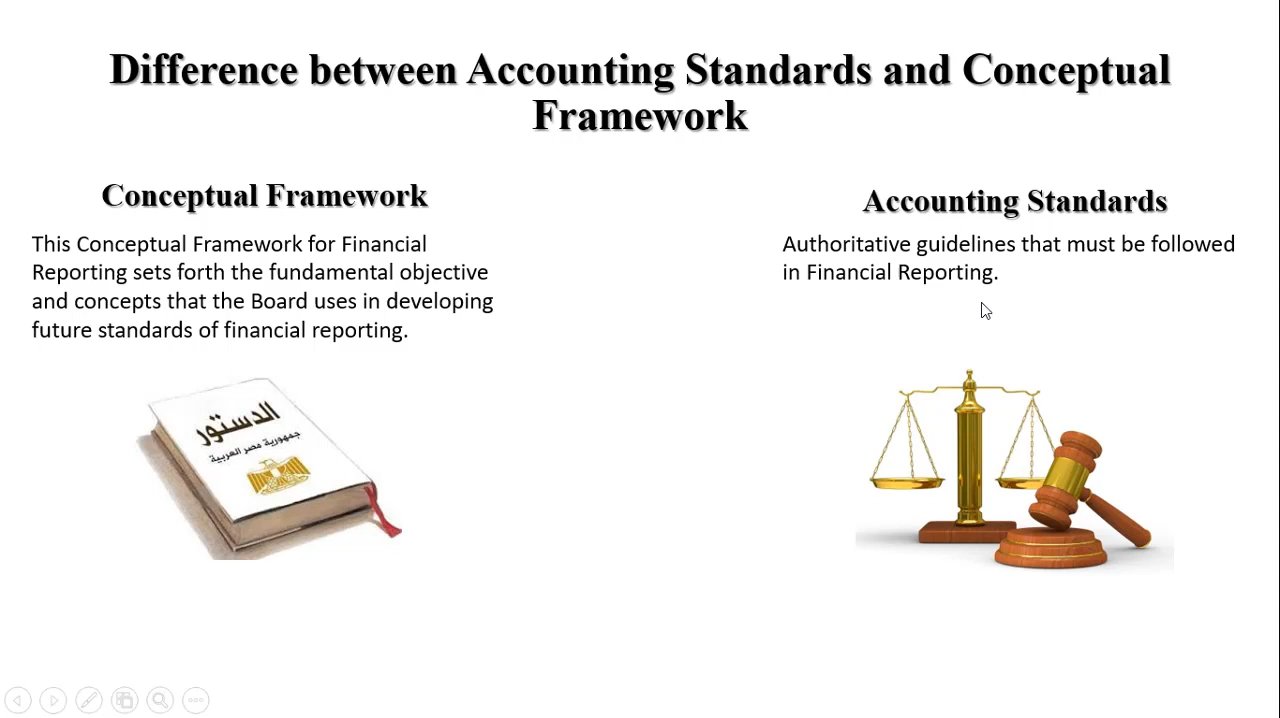 Difference between Accounting Standards and Conceptual
Framework
Conceptual Framework
This Conceptual Framework for Financial
Reporting sets forth the fundamental objective
and concepts that the Board uses in developing
future standards of financial reporting.
الدستور
جمهورية مصر العربية
Accounting Standards
Authoritative guidelines that must be followed
in Financial Reporting.